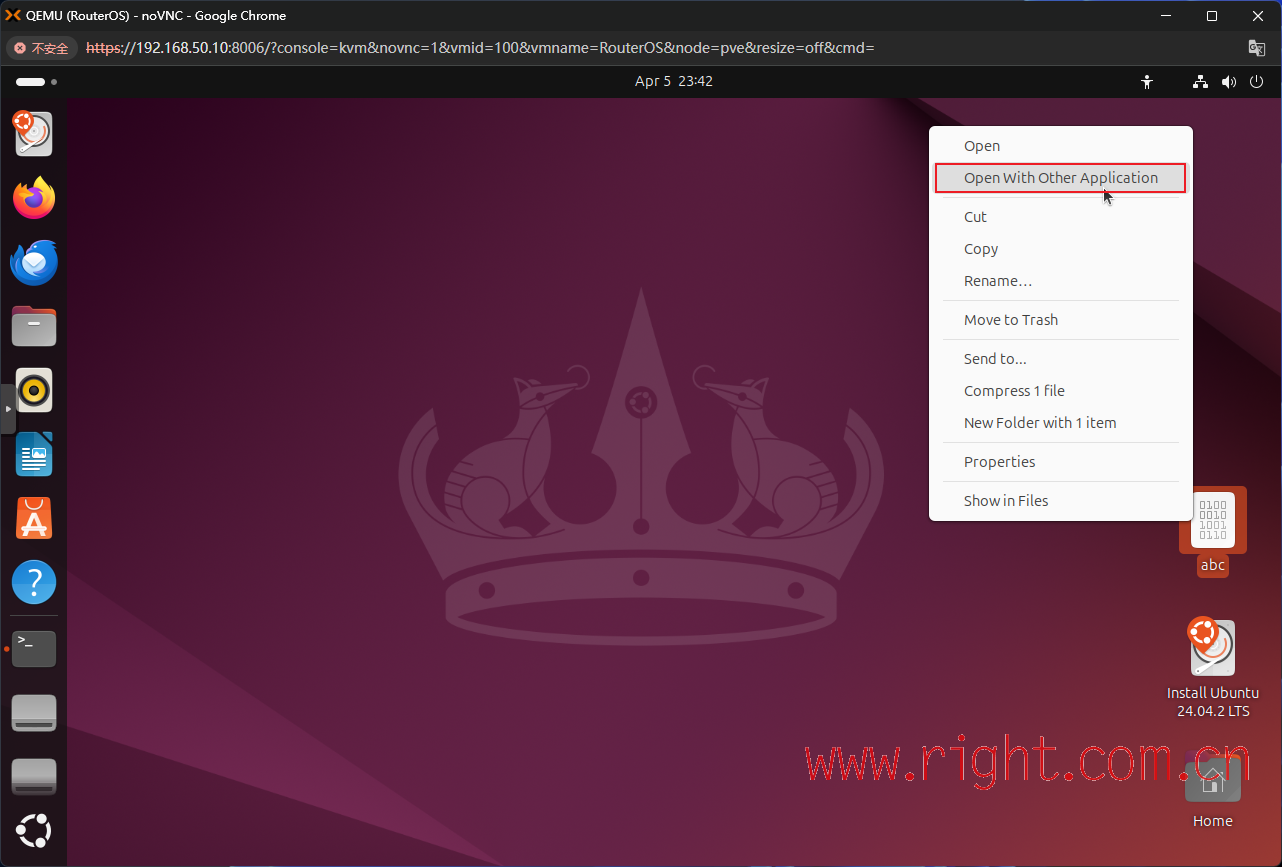 QEMU (RouterOS) - noVNC - Google Chrome
不安全 https://192.168.50.10:8006/?console=kvm&novnc=1&vmid=100&vmname=RouterOS&node=pve&resize=off&cmd=
Apr 5 23:42
Open
Open With Other Application
Cut
Copy
Rename…
Move to Trash
Send to...
Compress 1 file
New Folder with 1 item
Properties
Show in Files
0100
0010
1001
0110
abc
Install Ubuntu
24.04.2 LTS
www.right.com.cn
Home